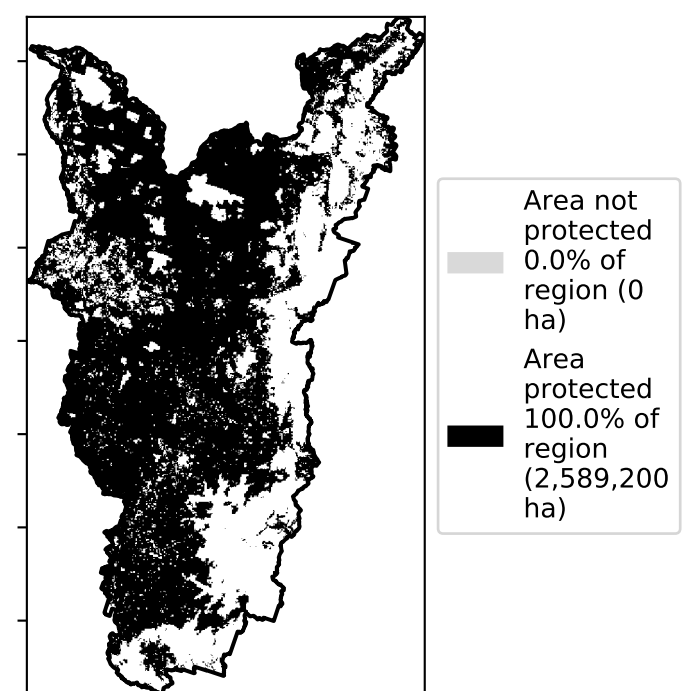 Area not
protected
0.0% of
region (0
ha)
Area
protected
100.0% of
region
(2,589,200
ha)